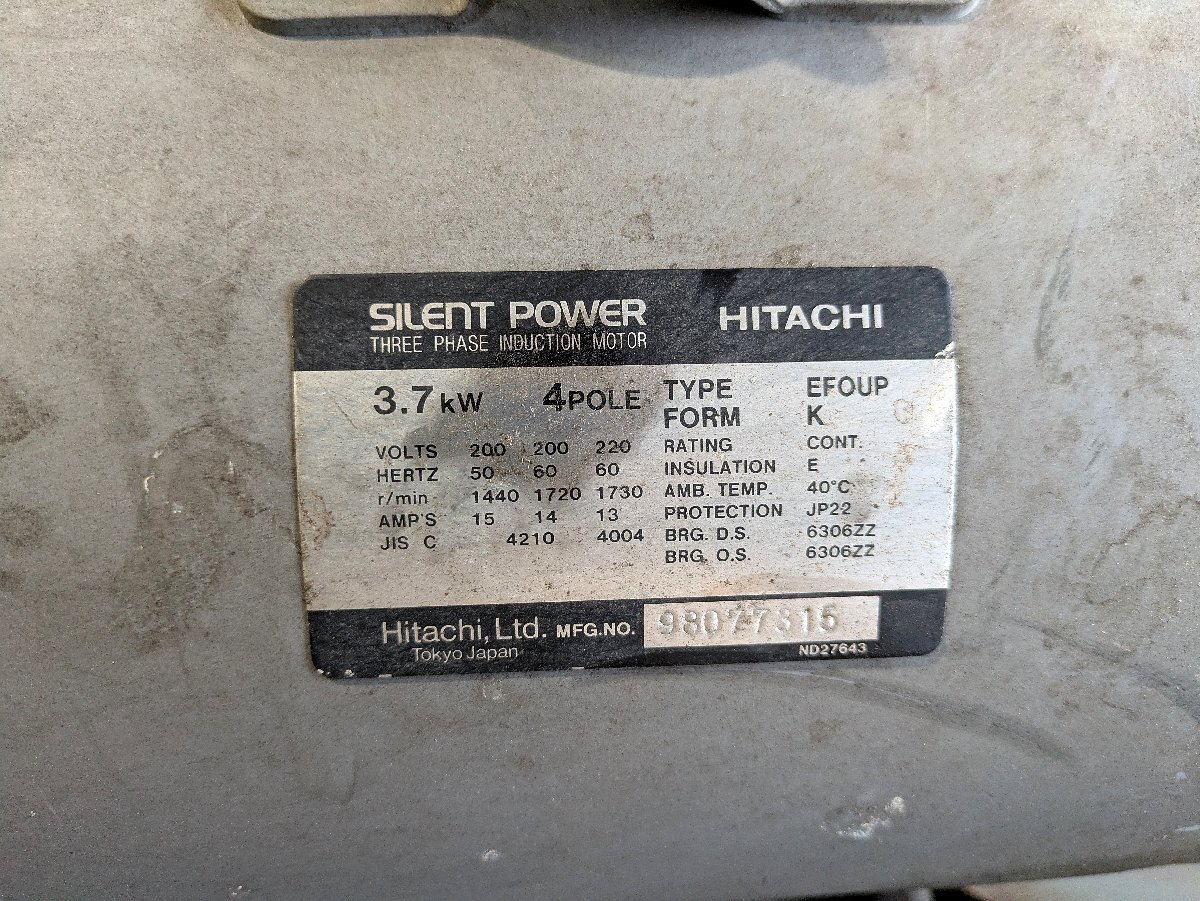 SILENT POWER HITACHI
THREE PHASE INDUCTION MOTOR
3.7 kW 4POLE TYPE EFOUP
FORM K
VOLTS 200 200 220 RATING CONT.
HERTZ 50 60 60 INSULATION E
r/min 1440 1720 1730 AMB. TEMP. 40°C
AMP'S 15 14 13 PROTECTION JP22
JIS C 4210 4004 BRG. D.S. 6306ZZ
BRG. O.S. 6306ZZ
Hitachi, Ltd. MFG.NO. 98077315
Tokyo Japan ND27643